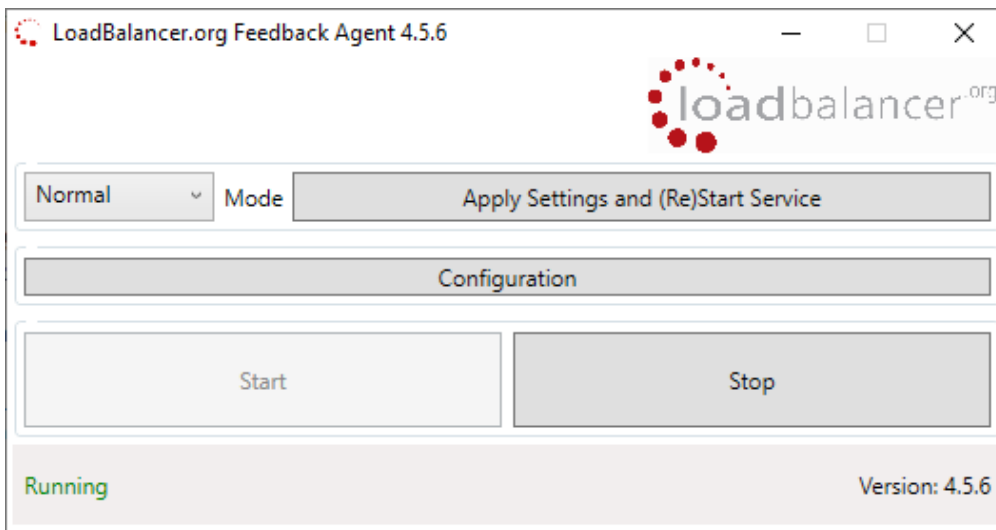 LoadBalancer.org Feedback Agent 4.5.6
loadbalancer.org
Normal Mode Apply Settings and (Re)Start Service
Configuration
Start Stop
Running Version: 4.5.6